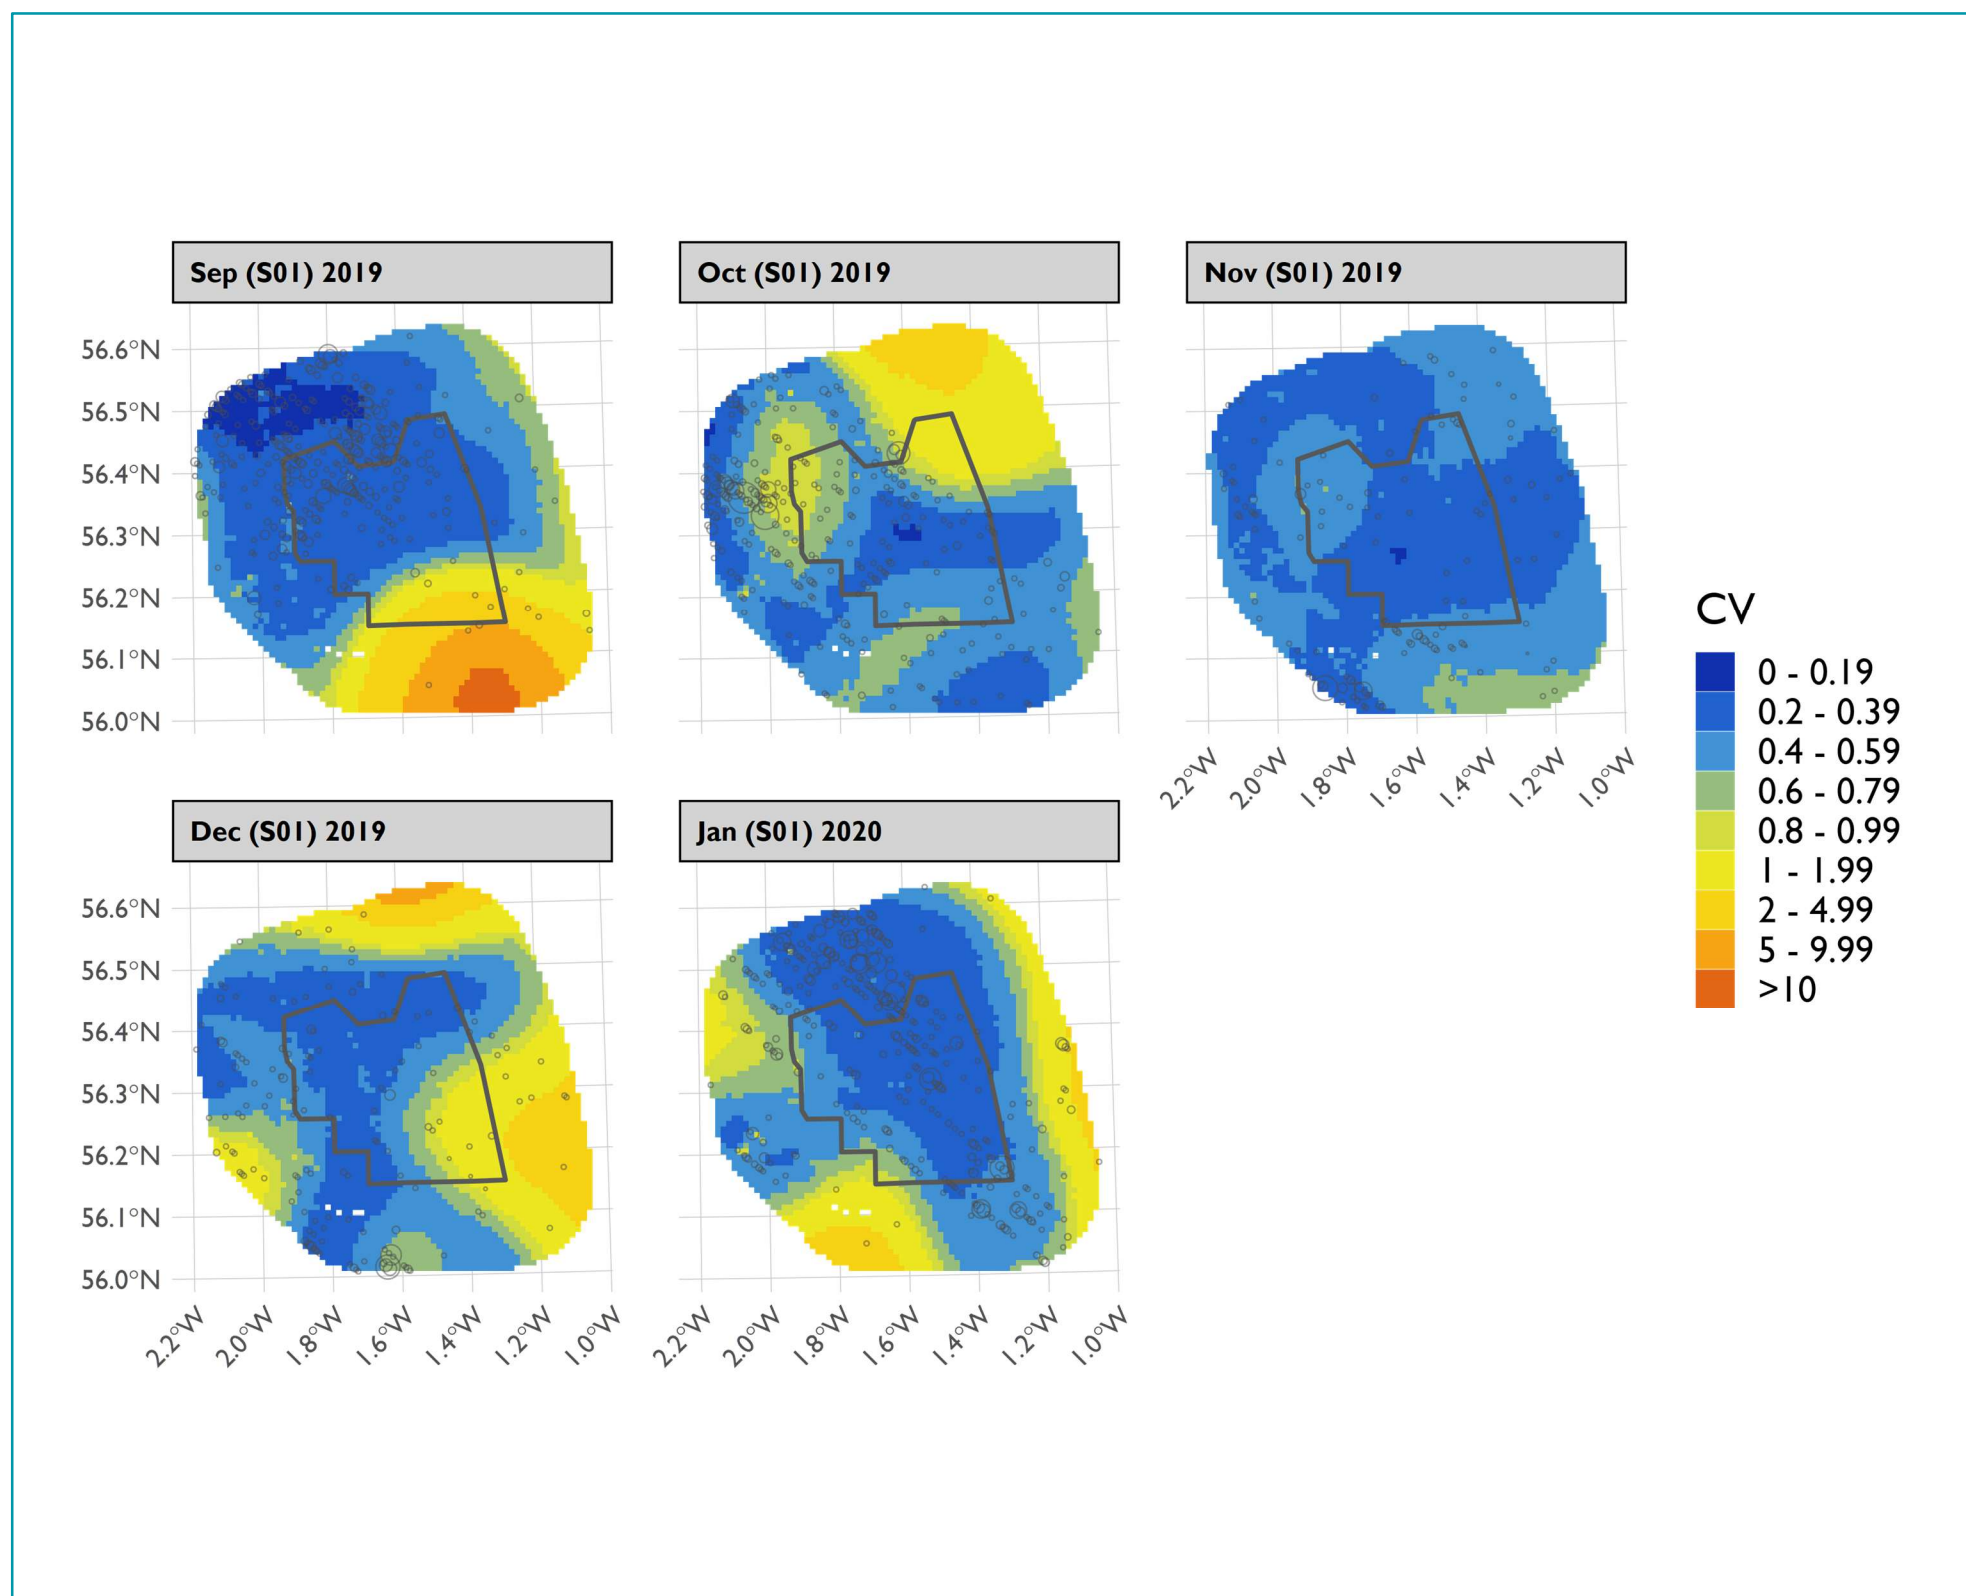 Sep (S01) 2019
Oct (S01) 2019
Nov (S01) 2019
56.6°N
56.5°N
56.4°N
56.3°N
56.2°N
56.1°N
56.0°N
2.2°W 2.0°W 1.8°W 1.6°W 1.4°W 1.2°W 1.0°W
CV
0 - 0.19
0.2 - 0.39
0.4 - 0.59
0.6 - 0.79
0.8 - 0.99
1 - 1.99
2 - 4.99
5 - 9.99
>10
Dec (S01) 2019
Jan (S01) 2020
56.6°N
56.5°N
56.4°N
56.3°N
56.2°N
56.1°N
56.0°N
2.2°W 2.0°W 1.8°W 1.6°W 1.4°W 1.2°W 1.0°W
2.2°W 2.0°W 1.8°W 1.6°W 1.4°W 1.2°W 1.0°W